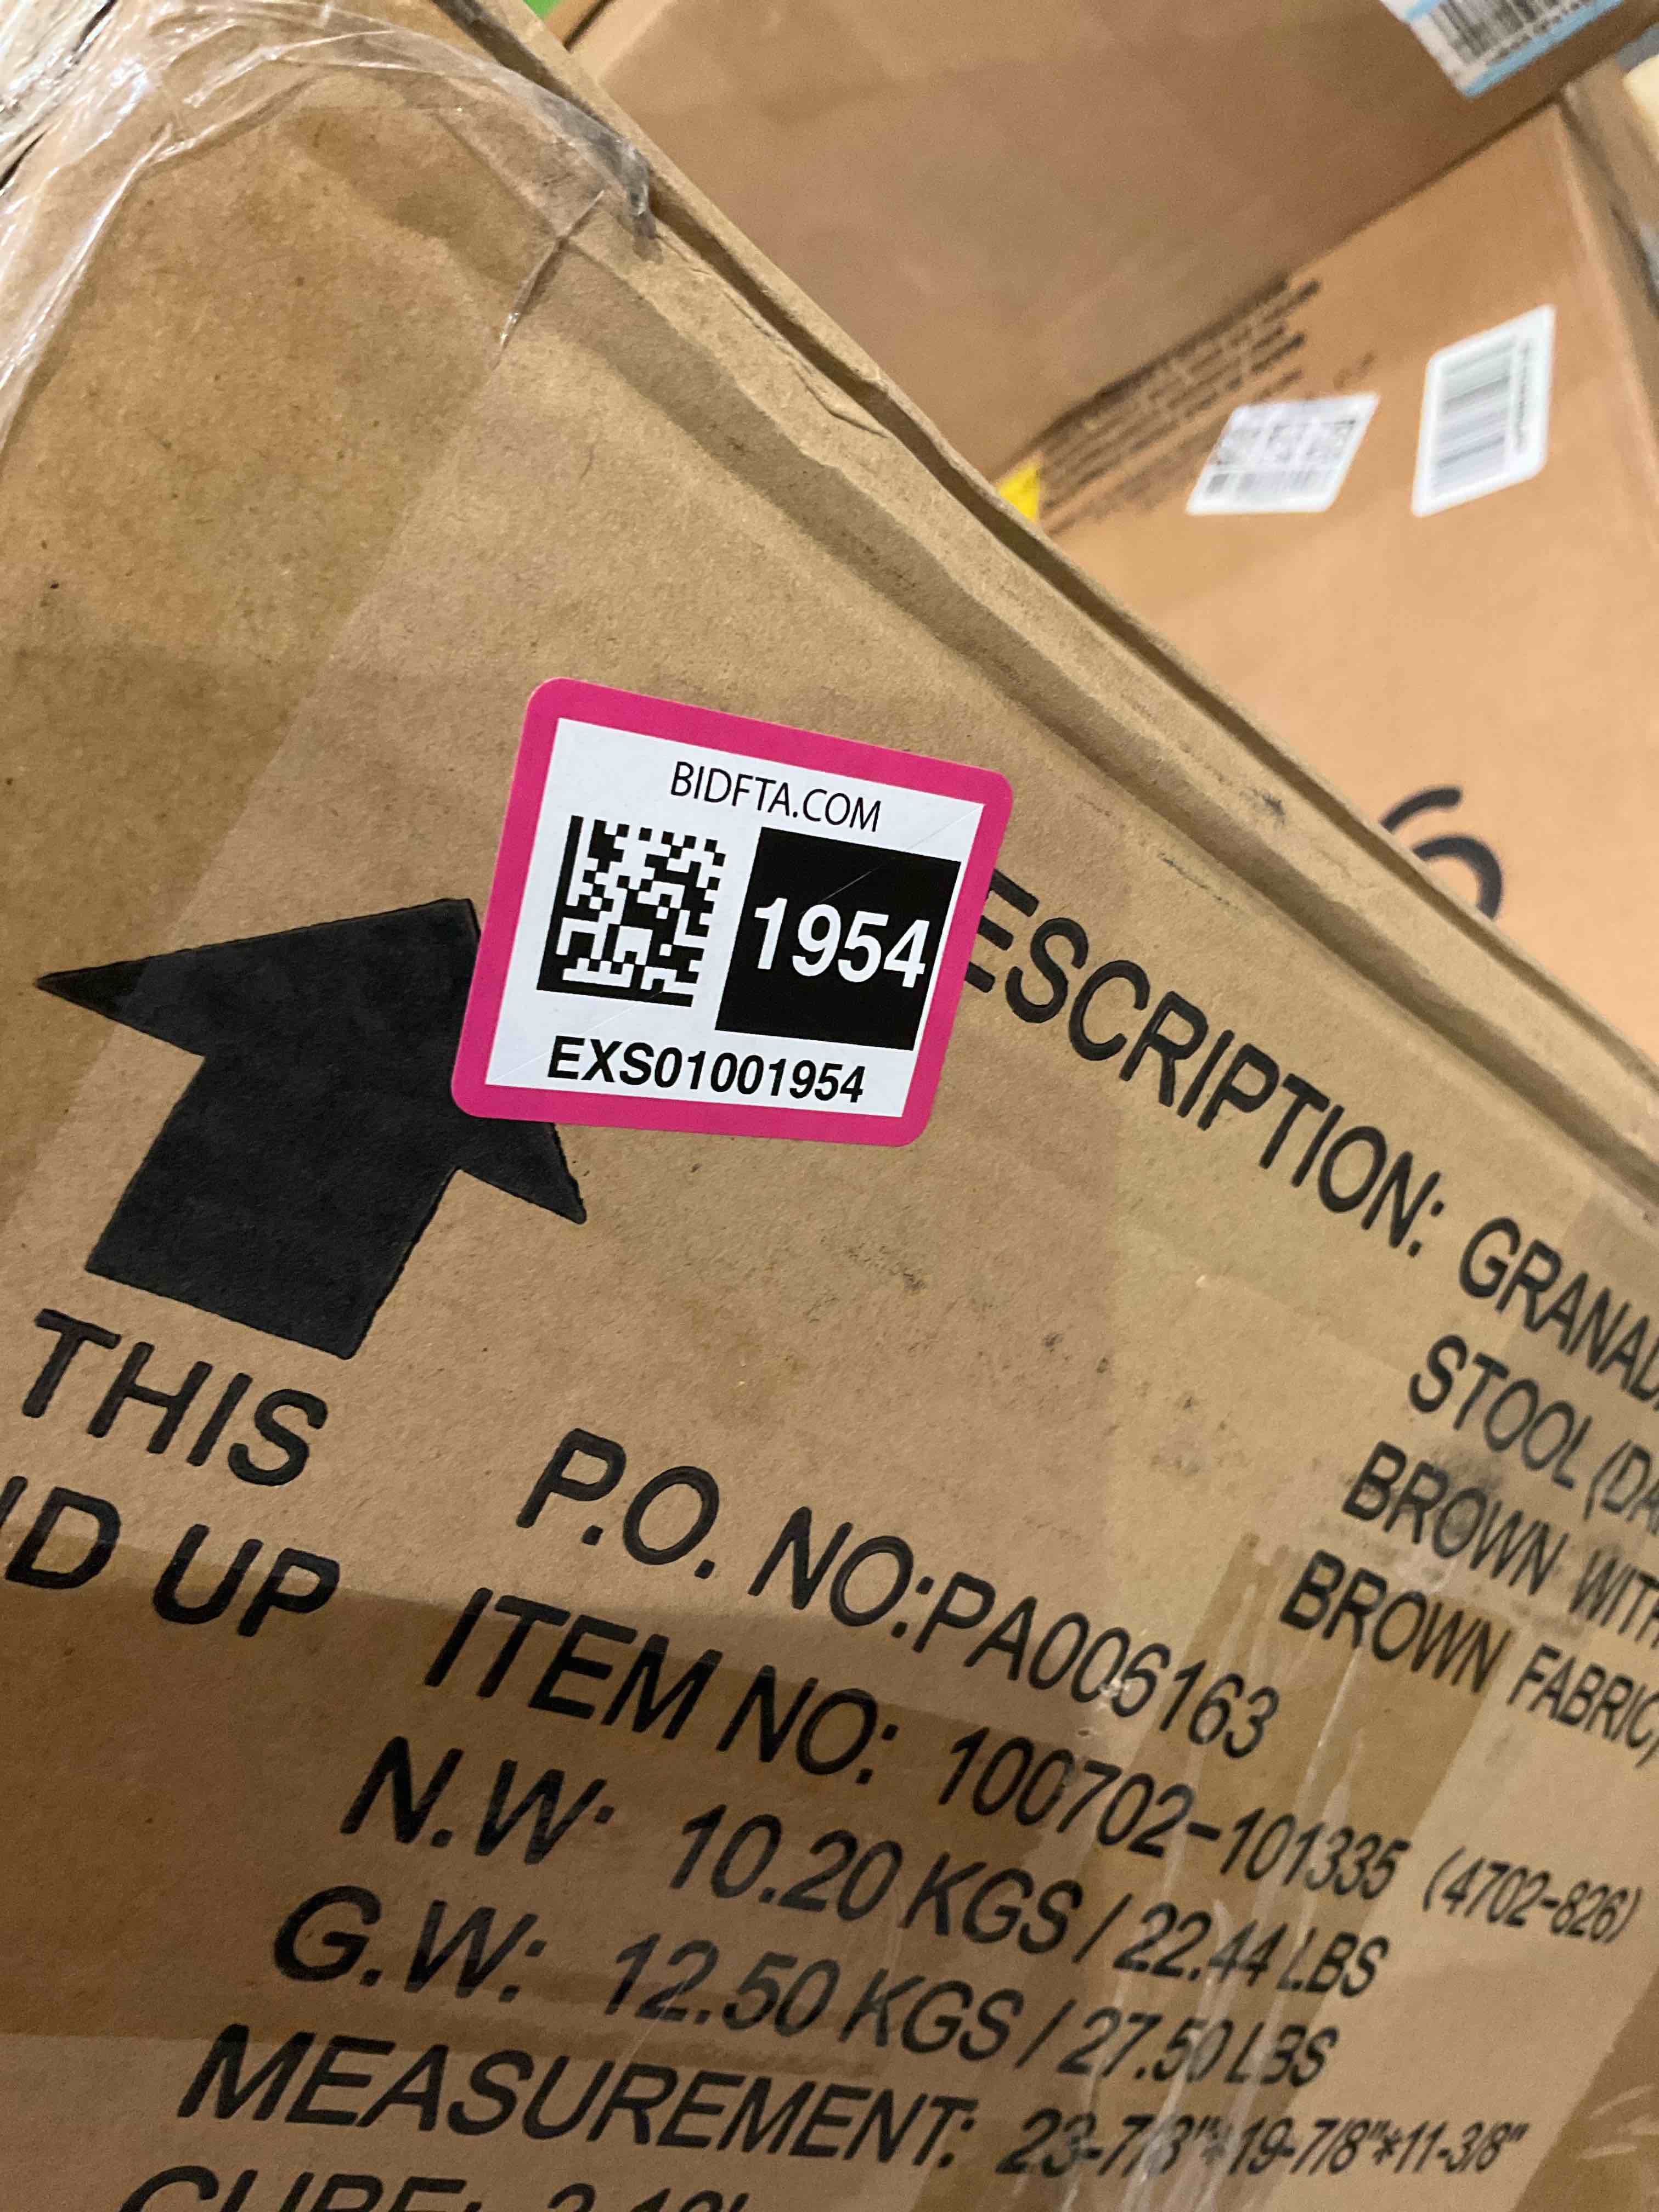 BIDFTA.COM
1954
EXS01001954
ESCRIPTION: GRANAD
STOOL (DA
BROWN WITH
BROWN FABRIC,
THIS
ND UP
P.O. NO:PA006163
ITEM NO: 100702-101335 (4702-826)
N.W: 10.20 KGS / 22.44 LBS
G.W: 12.50 KGS / 27.50 LBS
MEASUREMENT: 23-7/8"*19-7/8"*11-3/8"
CUBE: